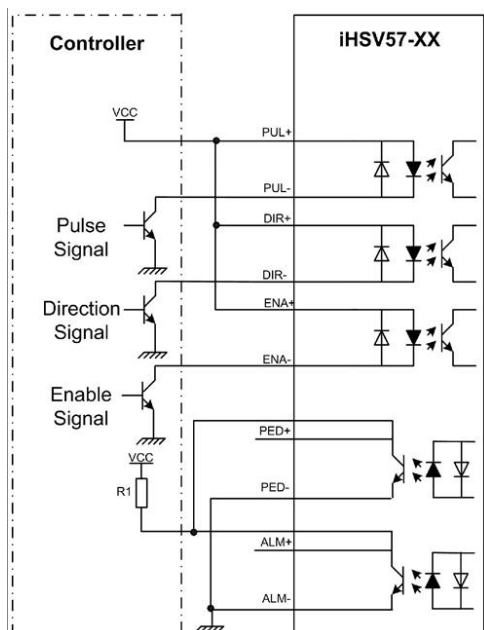 Controller
iHSV57-XX
VCC
PUL+
PUL-
Pulse
Signal
DIR+
DIR-
Direction
Signal
ENA+
ENA-
Enable
Signal
PED+
VCC
R1
PED-
ALM+
ALM-